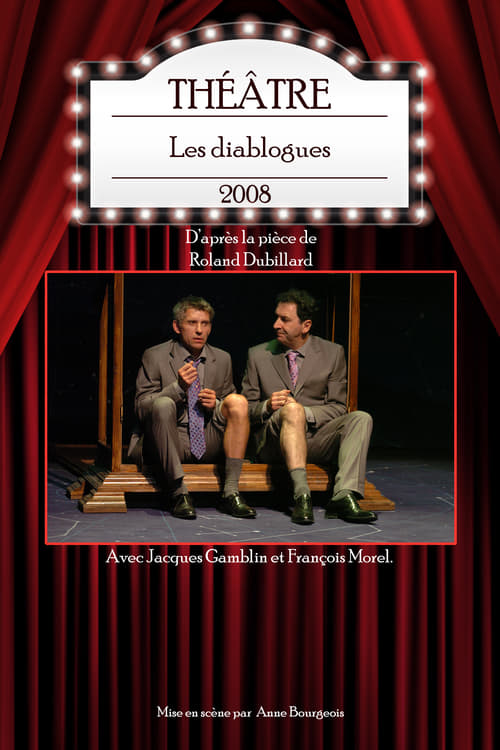 THÉÂTRE
Les diablogues
2008
D'après la pièce de
Roland Dubillard
Avec Jacques Gamblin et François Morel.
Mise en scène par Anne Bourgeois